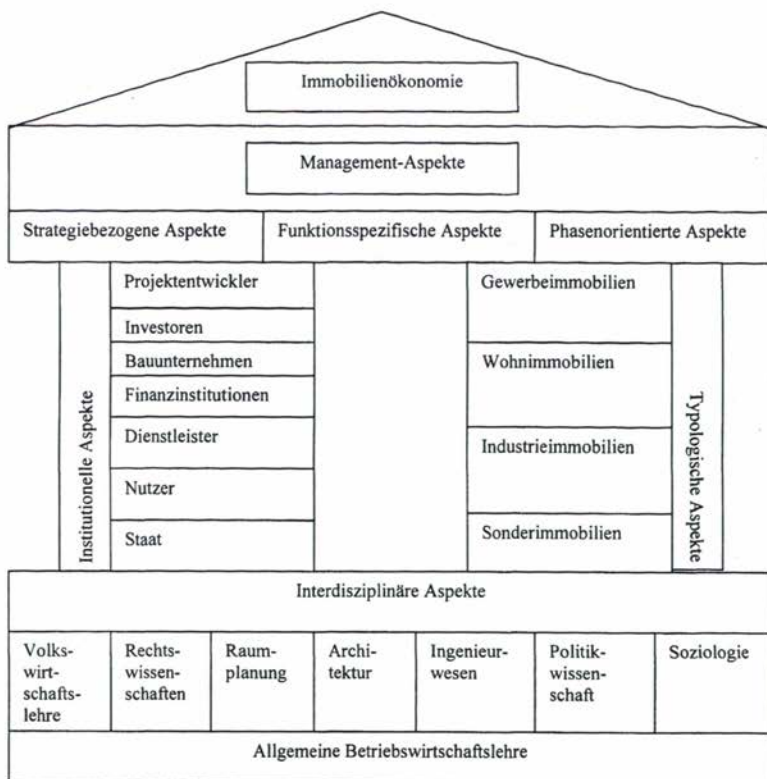 Immobilienökonomie
Management-Aspekte
Strategiebezogene Aspekte
Funktionsspezifische Aspekte
Phasenorientierte Aspekte
Institutionelle Aspekte
Projektentwickler
Investoren
Bauunternehmen
Finanzinstitutionen
Dienstleister
Nutzer
Staat
Gewerbeimmobilien
Wohnimmobilien
Industrieimmobilien
Sonderimmobilien
Typologische Aspekte
Interdisziplinäre Aspekte
Volks-
wirt-
schafts-
lehre
Rechts-
wissen-
schaften
Raum-
planung
Archi-
tektur
Ingenieur-
wesen
Politik-
wissen-
schaft
Soziologie
Allgemeine Betriebswirtschaftslehre